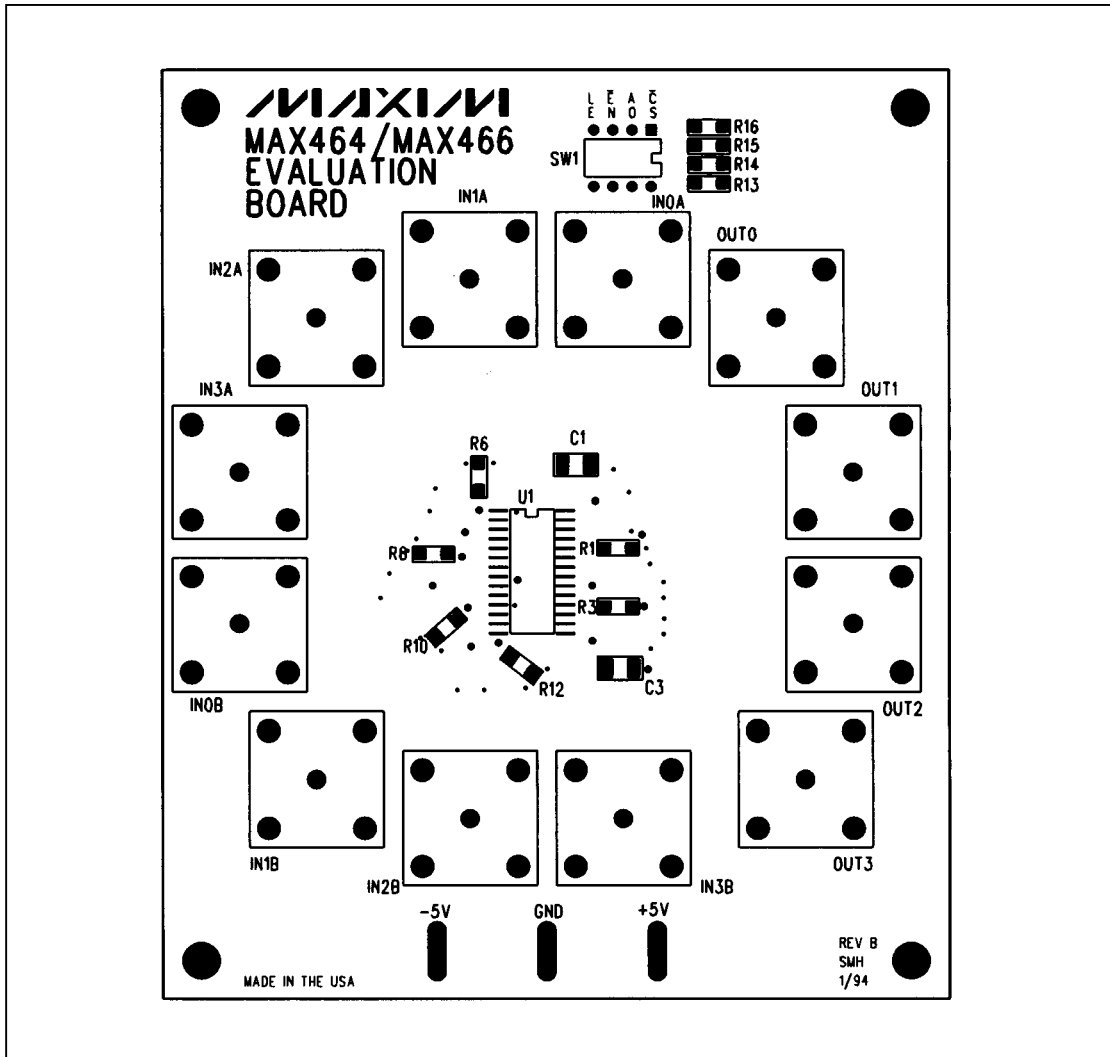 MAXIM
MAX464/MAX466
EVALUATION
BOARD
LE EN A0 CS
SW1
R16
R15
R14
R13
IN1A
IN0A
OUT0
IN2A
IN3A
OUT1
R6
C1
U1
R8
R1
R3
R10
R12
C3
IN0B
OUT2
IN1B
OUT3
IN2B
IN3B
-5V
GND
+5V
MADE IN THE USA
REV B
SMH
1/94